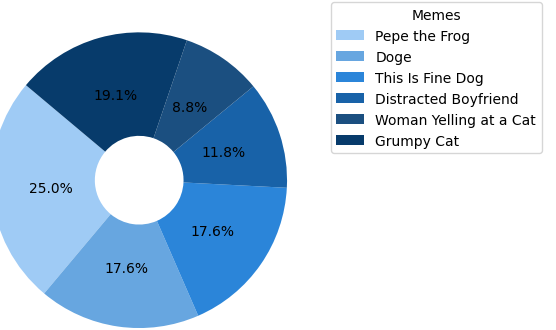 Memes
Pepe the Frog
Doge
This Is Fine Dog
Distracted Boyfriend
Woman Yelling at a Cat
Grumpy Cat
19.1%
8.8%
11.8%
25.0%
17.6%
17.6%